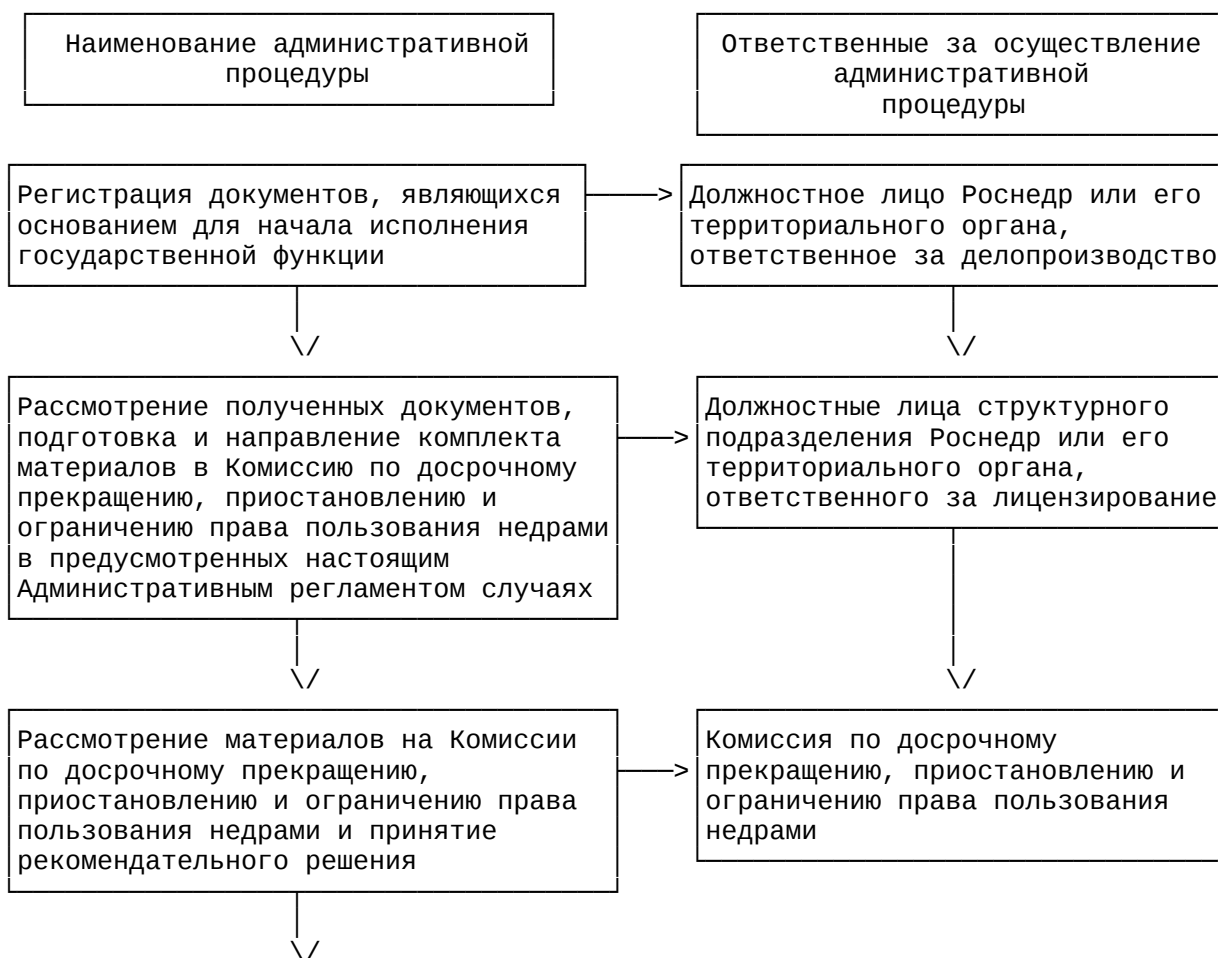 Наименование административной
процедуры
Ответственные за осуществление
административной
процедуры
Регистрация документов, являющихся
основанием для начала исполнения
государственной функции
Должностное лицо Роснедр или его
территориального органа,
ответственное за делопроизводство
Рассмотрение полученных документов,
подготовка и направление комплекта
материалов в Комиссию по досрочному
прекращению, приостановлению и
ограничению права пользования недрами
в предусмотренных настоящим
Административным регламентом случаях
Должностные лица структурного
подразделения Роснедр или его
территориального органа,
ответственного за лицензирование
Рассмотрение материалов на Комиссии
по досрочному прекращению,
приостановлению и ограничению права
пользования недрами и принятие
рекомендательного решения
Комиссия по досрочному
прекращению, приостановлению и
ограничению права пользования
недрами